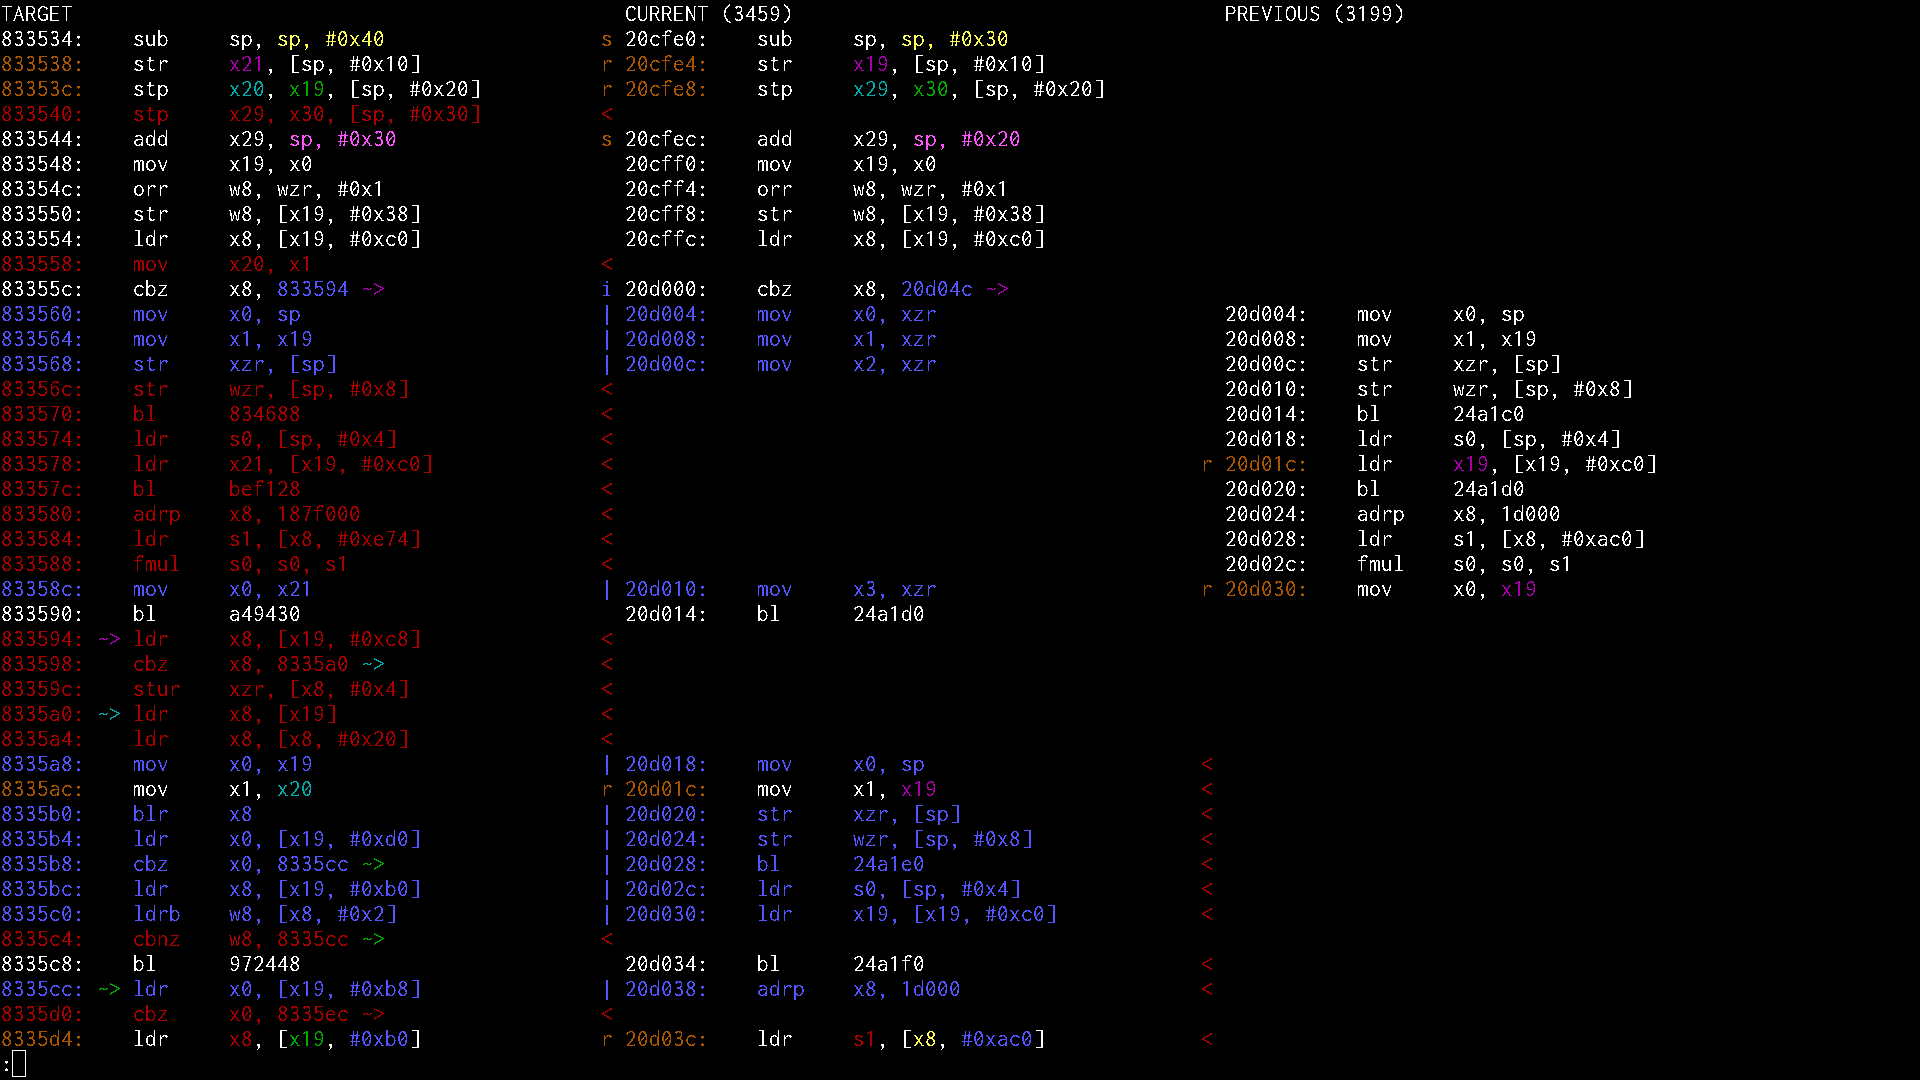 TARGET CURRENT (3459) PREVIOUS (3199)
833534: sub sp, sp, #0x40 s 20cfe0: sub sp, sp, #0x30
833538: str x21, [sp, #0x10] r 20cfe4: str x19, [sp, #0x10]
83353c: stp x20, x19, [sp, #0x20] r 20cfe8: stp x29, x30, [sp, #0x20]
833540: stp x29, x30, [sp, #0x30] <
833544: add x29, sp, #0x30 s 20cfec: add x29, sp, #0x20
833548: mov x19, x0 20cff0: mov x19, x0
83354c: orr w8, wzr, #0x1 20cff4: orr w8, wzr, #0x1
833550: str w8, [x19, #0x38] 20cff8: str w8, [x19, #0x38]
833554: ldr x8, [x19, #0xc0] 20cffc: ldr x8, [x19, #0xc0]
833558: mov x20, x1 <
83355c: cbz x8, 833594 ~> i 20d000: cbz x8, 20d04c ~>
833560: mov x0, sp | 20d004: mov x0, xzr 20d004: mov x0, sp
833564: mov x1, x19 | 20d008: mov x1, xzr 20d008: mov x1, x19
833568: str xzr, [sp] | 20d00c: mov x2, xzr 20d00c: str xzr, [sp]
83356c: str wzr, [sp, #0x8] < 20d010: str wzr, [sp, #0x8]
833570: bl 834688 < 20d014: bl 24a1c0
833574: ldr s0, [sp, #0x4] < 20d018: ldr s0, [sp, #0x4]
833578: ldr x21, [x19, #0xc0] < r 20d01c: ldr x19, [x19, #0xc0]
83357c: bl bef128 < 20d020: bl 24a1d0
833580: adrp x8, 187f000 < 20d024: adrp x8, 1d000
833584: ldr s1, [x8, #0xe74] < 20d028: ldr s1, [x8, #0xac0]
833588: fmul s0, s0, s1 < 20d02c: fmul s0, s0, s1
83358c: mov x0, x21 | 20d010: mov x3, xzr r 20d030: mov x0, x19
833590: bl a49430 20d014: bl 24a1d0
833594: ~> ldr x8, [x19, #0xc8] <
833598: cbz x8, 8335a0 ~> <
83359c: stur xzr, [x8, #0x4] <
8335a0: ~> ldr x8, [x19] <
8335a4: ldr x8, [x8, #0x20] <
8335a8: mov x0, x19 | 20d018: mov x0, sp <
8335ac: mov x1, x20 r 20d01c: mov x1, x19 <
8335b0: blr x8 | 20d020: str xzr, [sp] <
8335b4: ldr x0, [x19, #0xd0] | 20d024: str wzr, [sp, #0x8] <
8335b8: cbz x0, 8335cc ~> | 20d028: bl 24a1e0 <
8335bc: ldr x8, [x19, #0xb0] | 20d02c: ldr s0, [sp, #0x4] <
8335c0: ldrb w8, [x8, #0x2] | 20d030: ldr x19, [x19, #0xc0] <
8335c4: cbnz w8, 8335cc ~> <
8335c8: bl 972448 20d034: bl 24a1f0 <
8335cc: ~> ldr x0, [x19, #0xb8] | 20d038: adrp x8, 1d000 <
8335d0: cbz x0, 8335ec ~> <
8335d4: ldr x8, [x19, #0xb0] r 20d03c: ldr s1, [x8, #0xac0] <
: